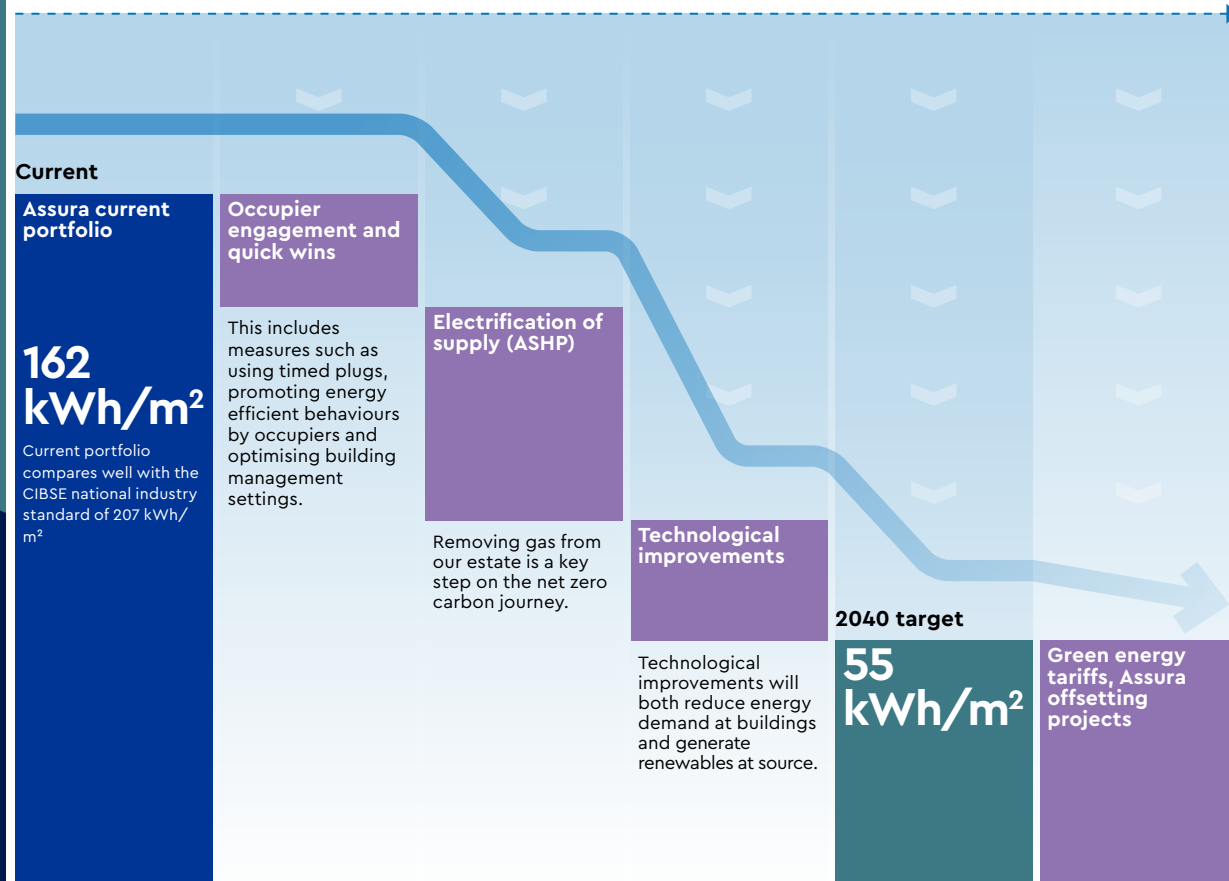 Current
Assura current
portfolio
162
kWh/m²
Current portfolio
compares well with the
CIBSE national industry
standard of 207 kWh/
m²
Occupier
engagement and
quick wins
This includes
measures such as
using timed plugs,
promoting energy
efficient behaviours
by occupiers and
optimising building
management
settings.
Electrification of
supply (ASHP)
Removing gas from
our estate is a key
step on the net zero
carbon journey.
Technological
improvements
Technological
improvements will
both reduce energy
demand at buildings
and generate
renewables at source.
2040 target
55
kWh/m²
Green energy
tariffs, Assura
offsetting
projects